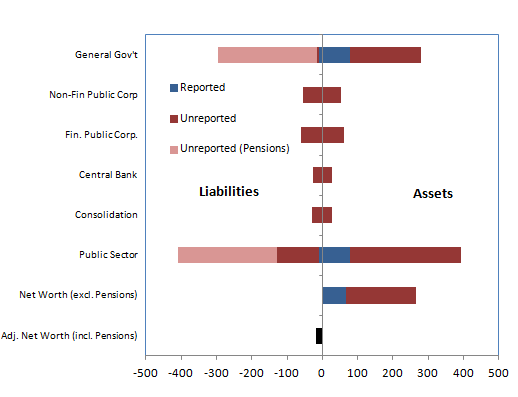 General Gov't
Non-Fin Public Corp
Fin. Public Corp.
Central Bank
Consolidation
Public Sector
Net Worth (excl. Pensions)
Adj. Net Worth (incl. Pensions)
Reported
Unreported
Unreported (Pensions)
Liabilities
Assets
-500 -400 -300 -200 -100 0 100 200 300 400 500